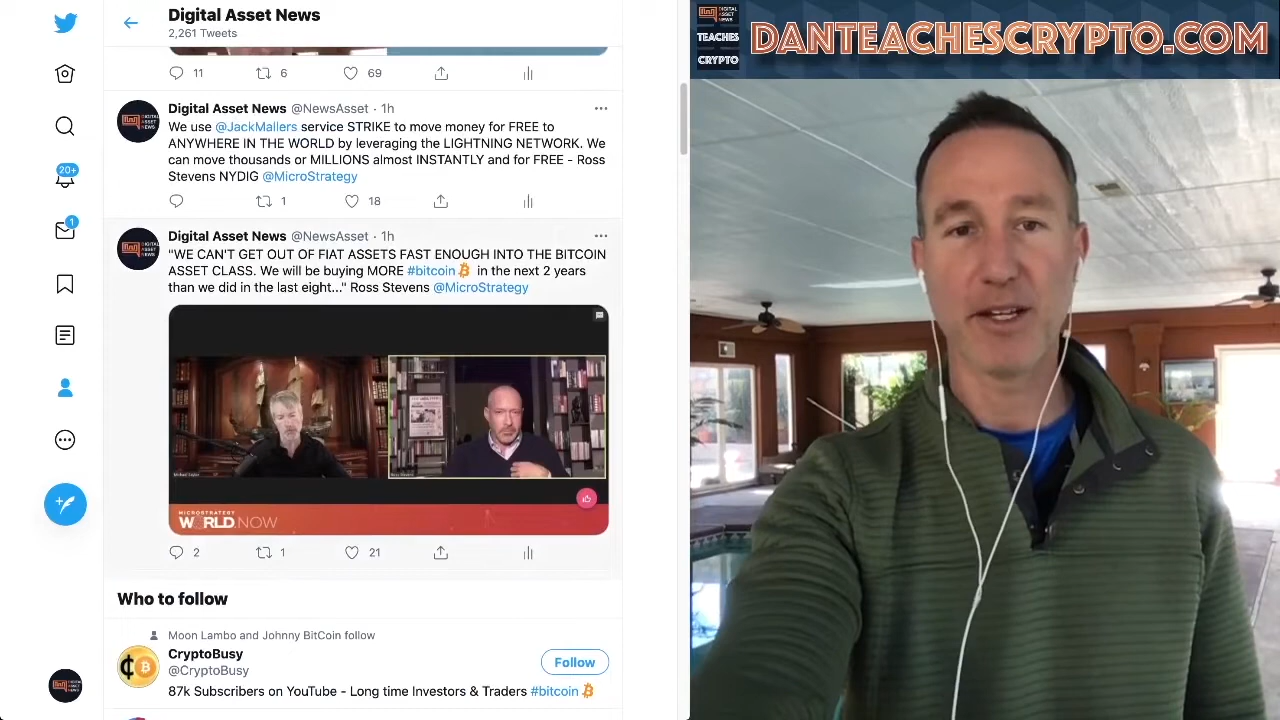 Digital Asset News
2,261 Tweets
11
6
69
Digital Asset News @NewsAsset · 1h
We use @JackMallers service STRIKE to move money for FREE to
ANYWHERE IN THE WORLD by leveraging the LIGHTNING NETWORK. We
can move thousands or MILLIONS almost INSTANTLY and for FREE - Ross
Stevens NYDIG @MicroStrategy
1
18
20+
1
Digital Asset News @NewsAsset · 1h
"WE CAN'T GET OUT OF FIAT ASSETS FAST ENOUGH INTO THE BITCOIN
ASSET CLASS. We will be buying MORE #bitcoin in the next 2 years
than we did in the last eight..." Ross Stevens @MicroStrategy
MICROSTRATEGY
WORLD.NOW
2
1
21
Who to follow
Moon Lambo and Johnny BitCoin follow
CryptoBusy
@CryptoBusy
Follow
87k Subscribers on YouTube - Long time Investors & Traders #bitcoin
DIGITAL
ASSET
NEWS
TEACHES
CRYPTO
DANTEACHESCRYPTO.COM